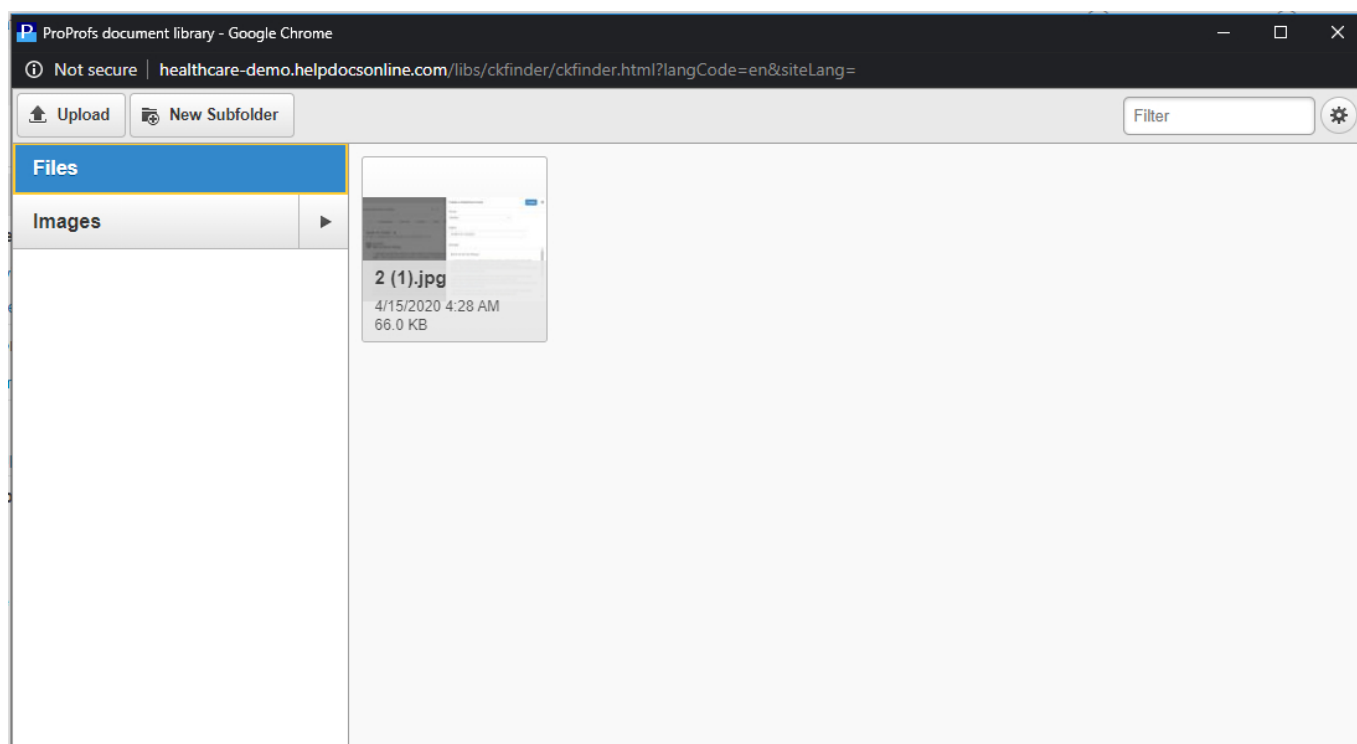 ProProfs document library - Google Chrome
Not secure | healthcare-demo.helpdocsonline.com/libs/ckfinder/ckfinder.html?langCode=en&siteLang=
Upload
New Subfolder
Filter
Files
Images
2 (1).jpg
4/15/2020 4:28 AM
66.0 KB